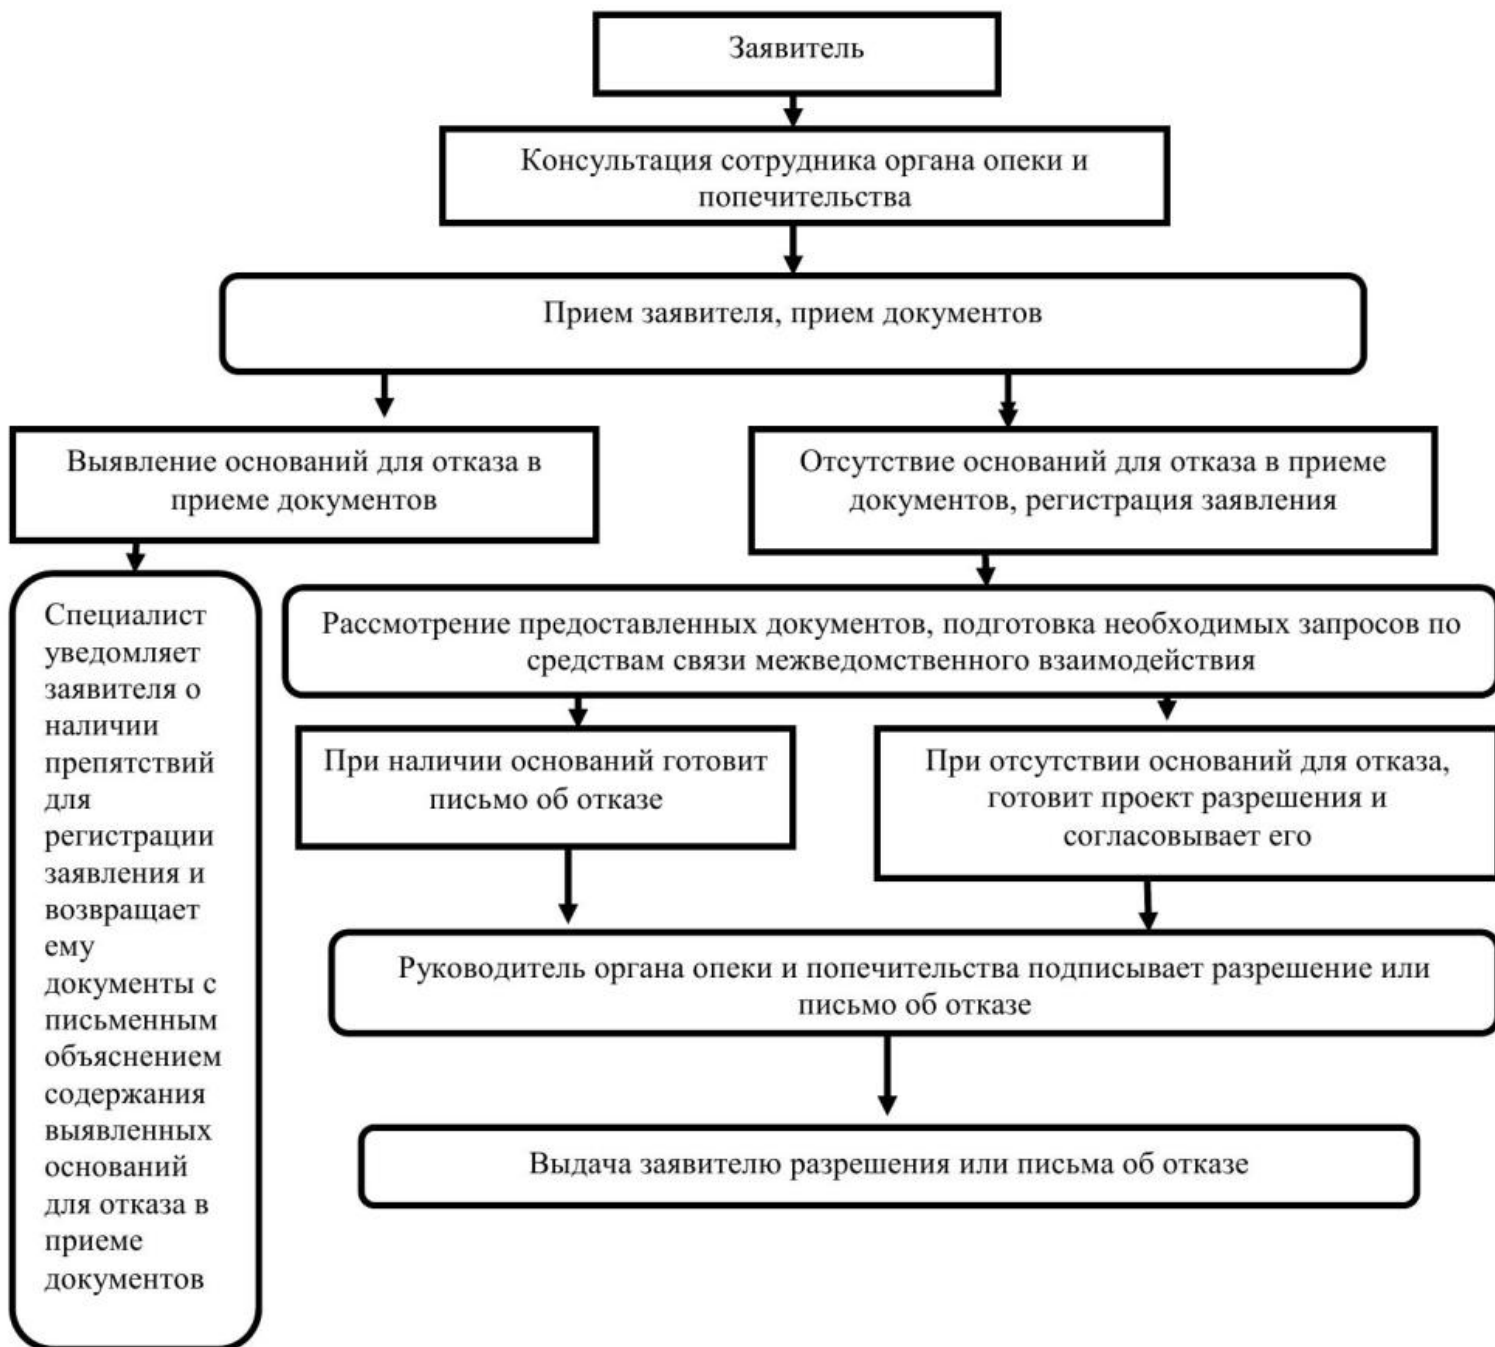 Заявитель
Консультация сотрудника органа опеки и
попечительства
Прием заявителя, прием документов
Выявление оснований для отказа в
приеме документов
Отсутствие оснований для отказа в приеме
документов, регистрация заявления
Специалист
уведомляет
заявителя о
наличии
препятствий
для
регистрации
заявления и
возвращает
ему
документы с
письменным
объяснением
содержания
выявленных
оснований
для отказа в
приеме
документов
Рассмотрение предоставленных документов, подготовка необходимых запросов по
средствам связи межведомственного взаимодействия
При наличии оснований готовит
письмо об отказе
При отсутствии оснований для отказа,
готовит проект разрешения и
согласовывает его
Руководитель органа опеки и попечительства подписывает разрешение или
письмо об отказе
Выдача заявителю разрешения или письма об отказе